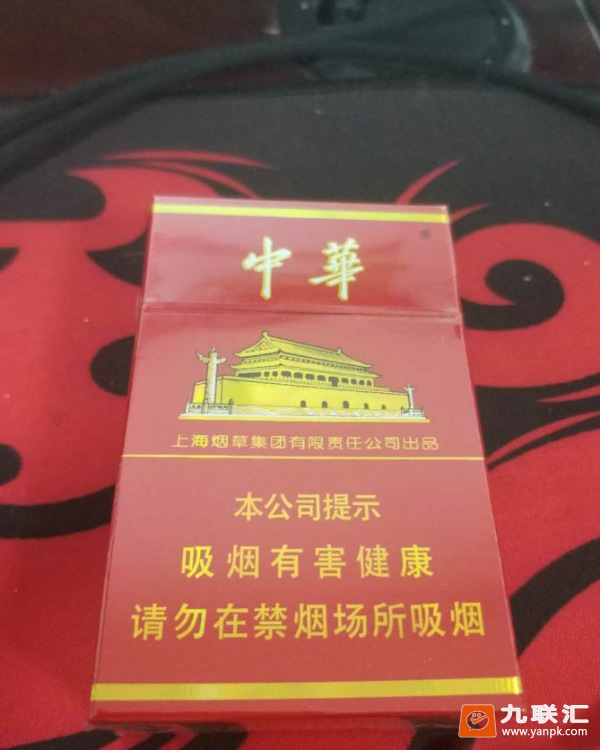 中華
®
上海烟草集团有限责任公司出品
本公司提示
吸烟有害健康
请勿在禁烟场所吸烟
九联汇
www.yanpk.com